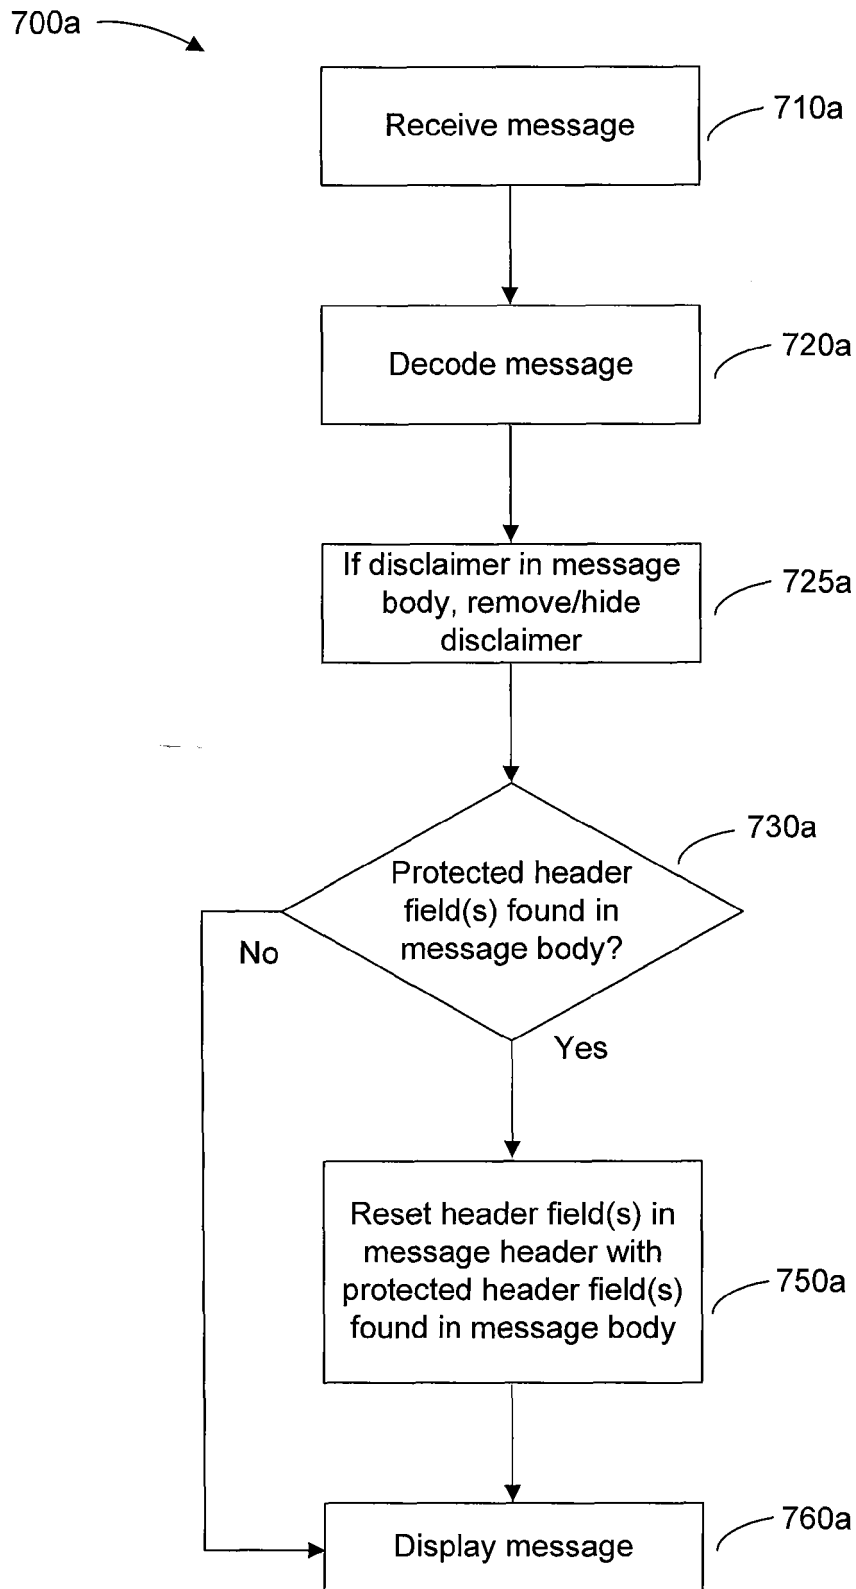 700a
Receive message
710a
Decode message
720a
If disclaimer in message
body, remove/hide
disclaimer
725a
Protected header
field(s) found in
message body?
730a
No
Yes
Reset header field(s) in
message header with
protected header field(s)
found in message body
750a
Display message
760a